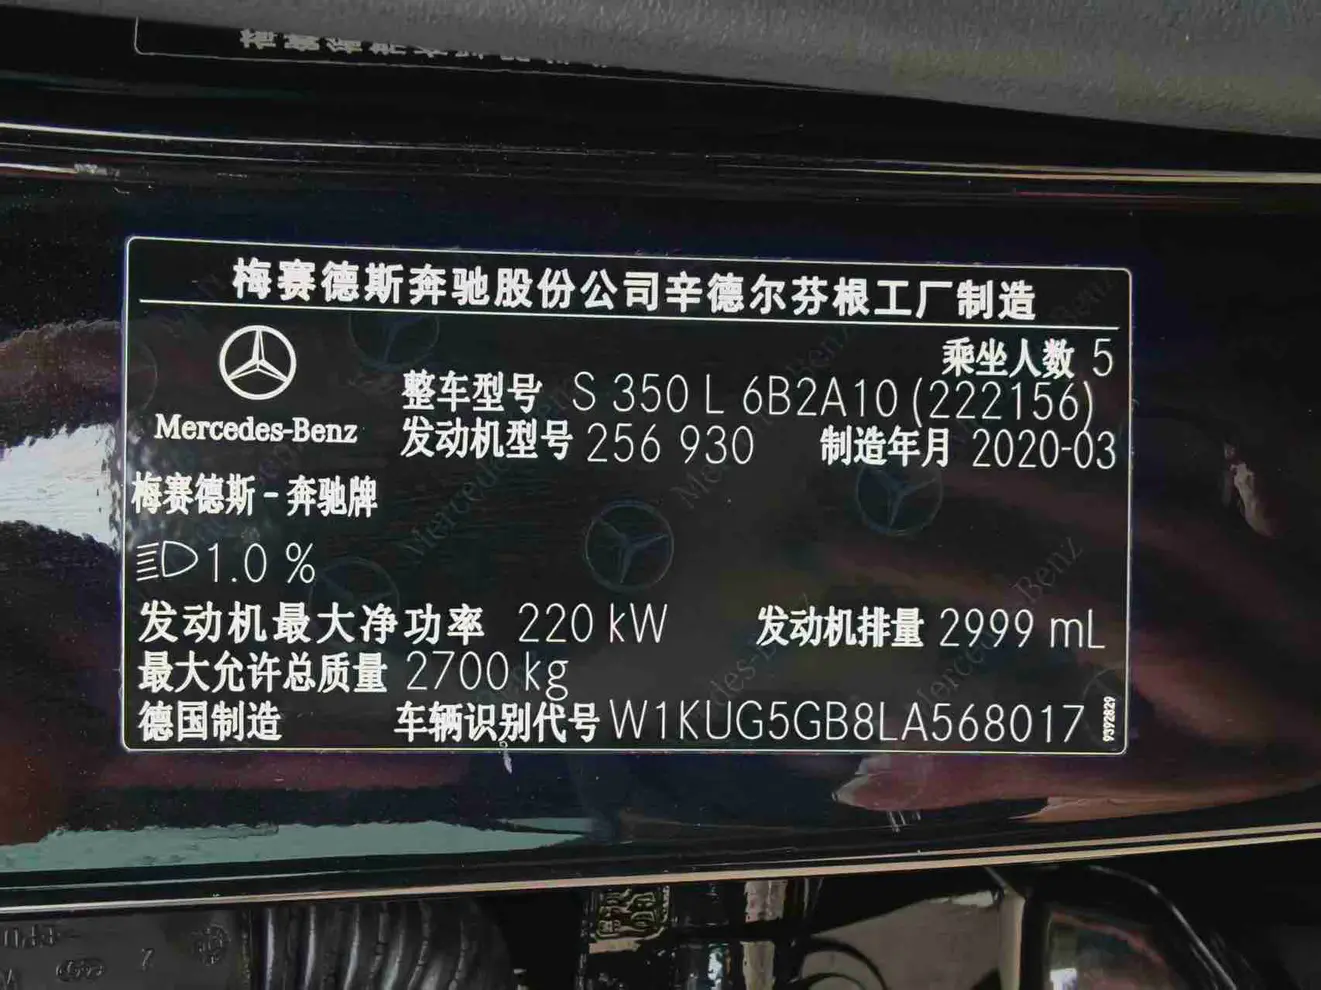 梅赛德斯奔驰股份公司辛德尔芬根工厂制造
乘坐人数 5
整车型号 S 350 L 6B2A10 (222156)
Mercedes-Benz
发动机型号 256 930 制造年月 2020-03
梅赛德斯-奔驰牌
1.0 %
发动机最大净功率 220 kW 发动机排量 2999 mL
最大允许总质量 2700 kg
德国制造 车辆识别代号 W1KUG5GB8LA568017
9392829